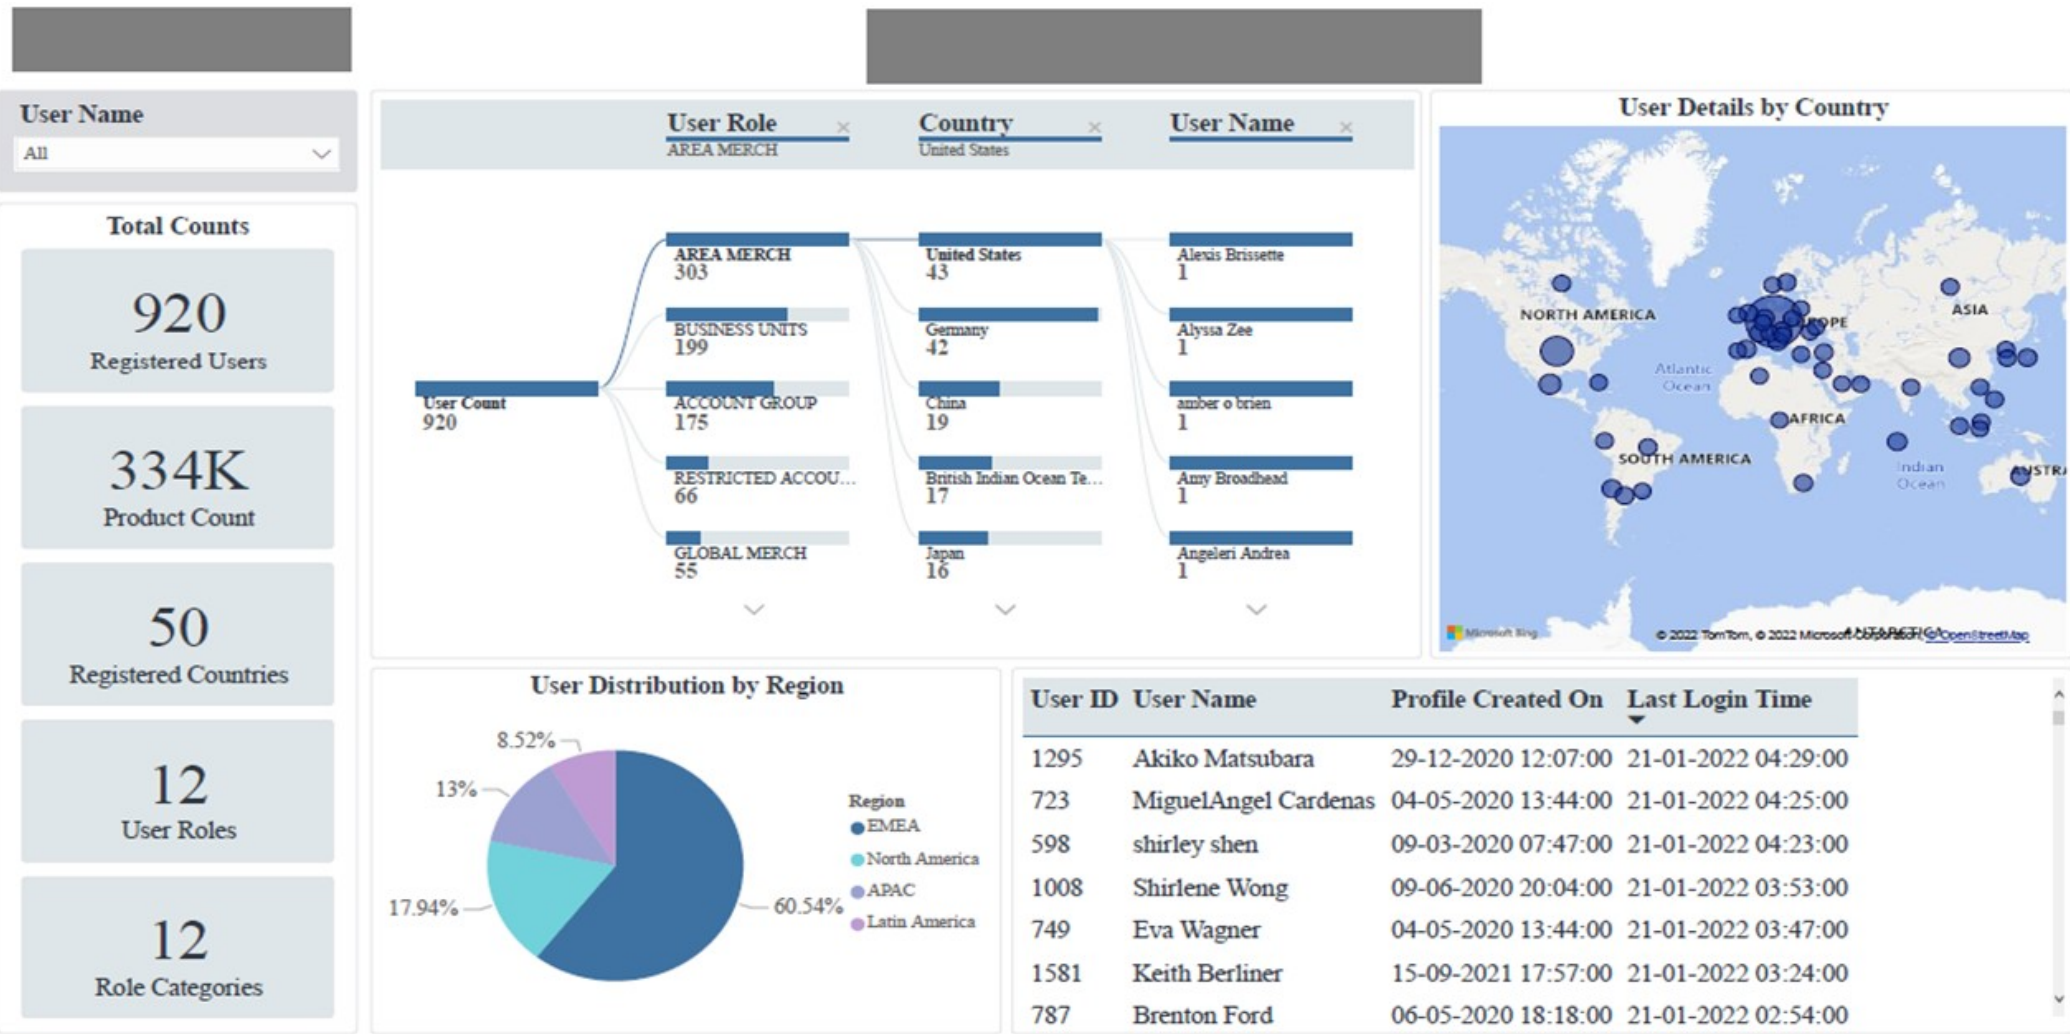 User Name
All
Total Counts
920
Registered Users
334K
Product Count
50
Registered Countries
12
User Roles
12
Role Categories
User Role
AREA MERCH
Country
United States
User Name
User Count
920
AREA MERCH
303
BUSINESS UNITS
199
ACCOUNT GROUP
175
RESTRICTED ACCOU...
66
GLOBAL MERCH
55
United States
43
Germany
42
China
19
British Indian Ocean Te...
17
Japan
16
Alexis Brissette
1
Alyssa Zee
1
amber o brien
1
Amy Broadhead
1
Angeleri Andrea
1
User Details by Country
NORTH AMERICA
ASIA
Atlantic
Ocean
AFRICA
SOUTH AMERICA
Indian
Ocean
Microsoft Bing
© 2022 TomTom, © 2022 Microsoft Corporation, © OpenStreetMap
ANTARCTICA
User Distribution by Region
8.52%
13%
17.94%
60.54%
Region
EMEA
North America
APAC
Latin America
User ID User Name Profile Created On Last Login Time
1295 Akiko Matsubara 29-12-2020 12:07:00 21-01-2022 04:29:00
723 MiguelAngel Cardenas 04-05-2020 13:44:00 21-01-2022 04:25:00
598 shirley shen 09-03-2020 07:47:00 21-01-2022 04:23:00
1008 Shirlene Wong 09-06-2020 20:04:00 21-01-2022 03:53:00
749 Eva Wagner 04-05-2020 13:44:00 21-01-2022 03:47:00
1581 Keith Berliner 15-09-2021 17:57:00 21-01-2022 03:24:00
787 Brenton Ford 06-05-2020 18:18:00 21-01-2022 02:54:00